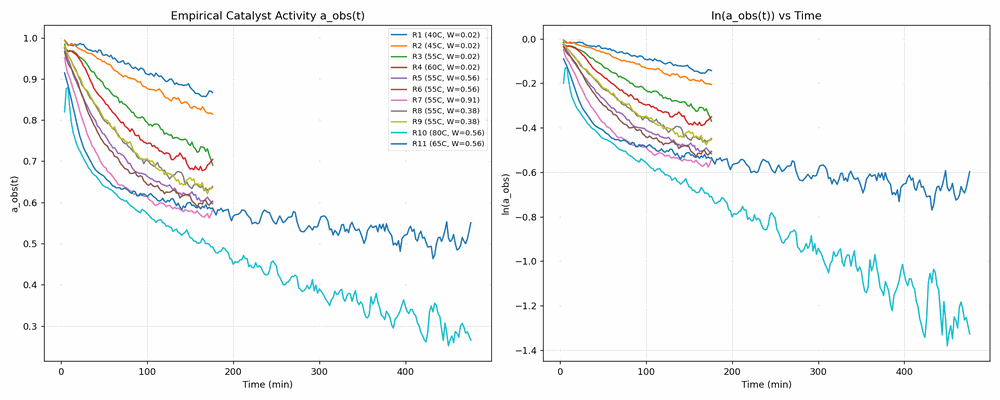 Empirical Catalyst Activity a_obs(t)
a_obs(t)
1.0
0.9
0.8
0.7
0.6
0.5
0.4
0.3
R1 (40C, W=0.02)
R2 (45C, W=0.02)
R3 (55C, W=0.02)
R4 (60C, W=0.02)
R5 (55C, W=0.56)
R6 (55C, W=0.56)
R7 (55C, W=0.91)
R8 (55C, W=0.38)
R9 (55C, W=0.38)
R10 (80C, W=0.56)
R11 (65C, W=0.56)
0 100 200 300 400
Time (min)
ln(a_obs(t)) vs Time
ln(a_obs)
0.0
−0.2
−0.4
−0.6
−0.8
−1.0
−1.2
−1.4
0 100 200 300 400
Time (min)